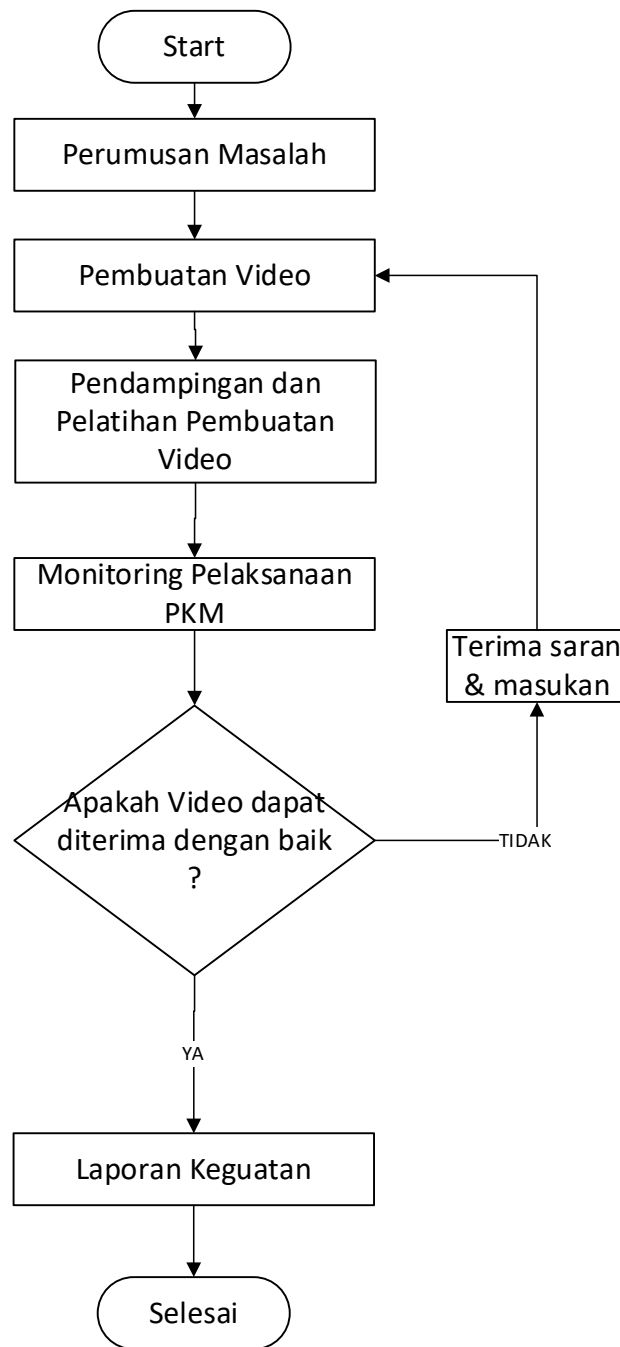 Start
Perumusan Masalah
Pembuatan Video
Pendampingan dan
Pelatihan Pembuatan
Video
Monitoring Pelaksanaan
PKM
Terima saran
& masukan
Apakah Video dapat
diterima dengan baik
?
TIDAK
YA
Laporan Keguatan
Selesai